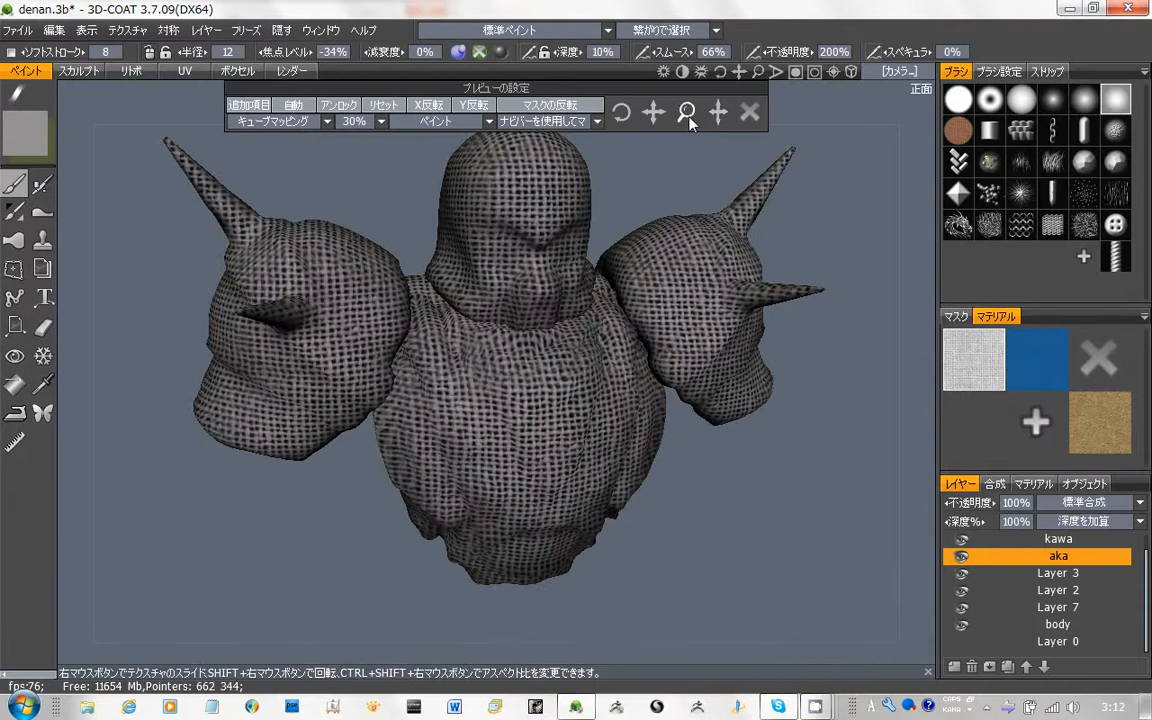 denan.3b* - 3D-COAT 3.7.09(DX64)
ファイル 編集 表示 テクスチャ 対称 レイヤー フリーズ 隠す ウィンドウ ヘルプ 標準ペイント 繋がりで選択
ソフトストローク 8 半径 12 焦点レベル -34% 減衰度 0% 深度 10% スムース 66% 不透明度 200% スペキュラ 0%
ペイント スカルプト リトポ UV ボクセル レンダー [カメラ...] ブラシ ブラシ設定 ストリップ
プレビューの設定 正面
追加項目 自動 アンロック リセット X反転 Y反転 マスクの反転
キューブマッピング 30% ペイント ナビバーを使用してマ
マスク マテリアル
レイヤー 合成 マテリアル オブジェクト
不透明度 100% 標準合成
深度% 100% 深度を加算
kawa
aka
Layer 3
Layer 2
Layer 7
body
Layer 0
右マウスボタンでテクスチャのスライド,SHIFT+右マウスボタンで回転,CTRL+SHIFT+右マウスボタンでアスペクト比を変更できます。
fps:76; Free: 11654 Mb,Pointers: 662 344;
A CAPS KANA 3:12